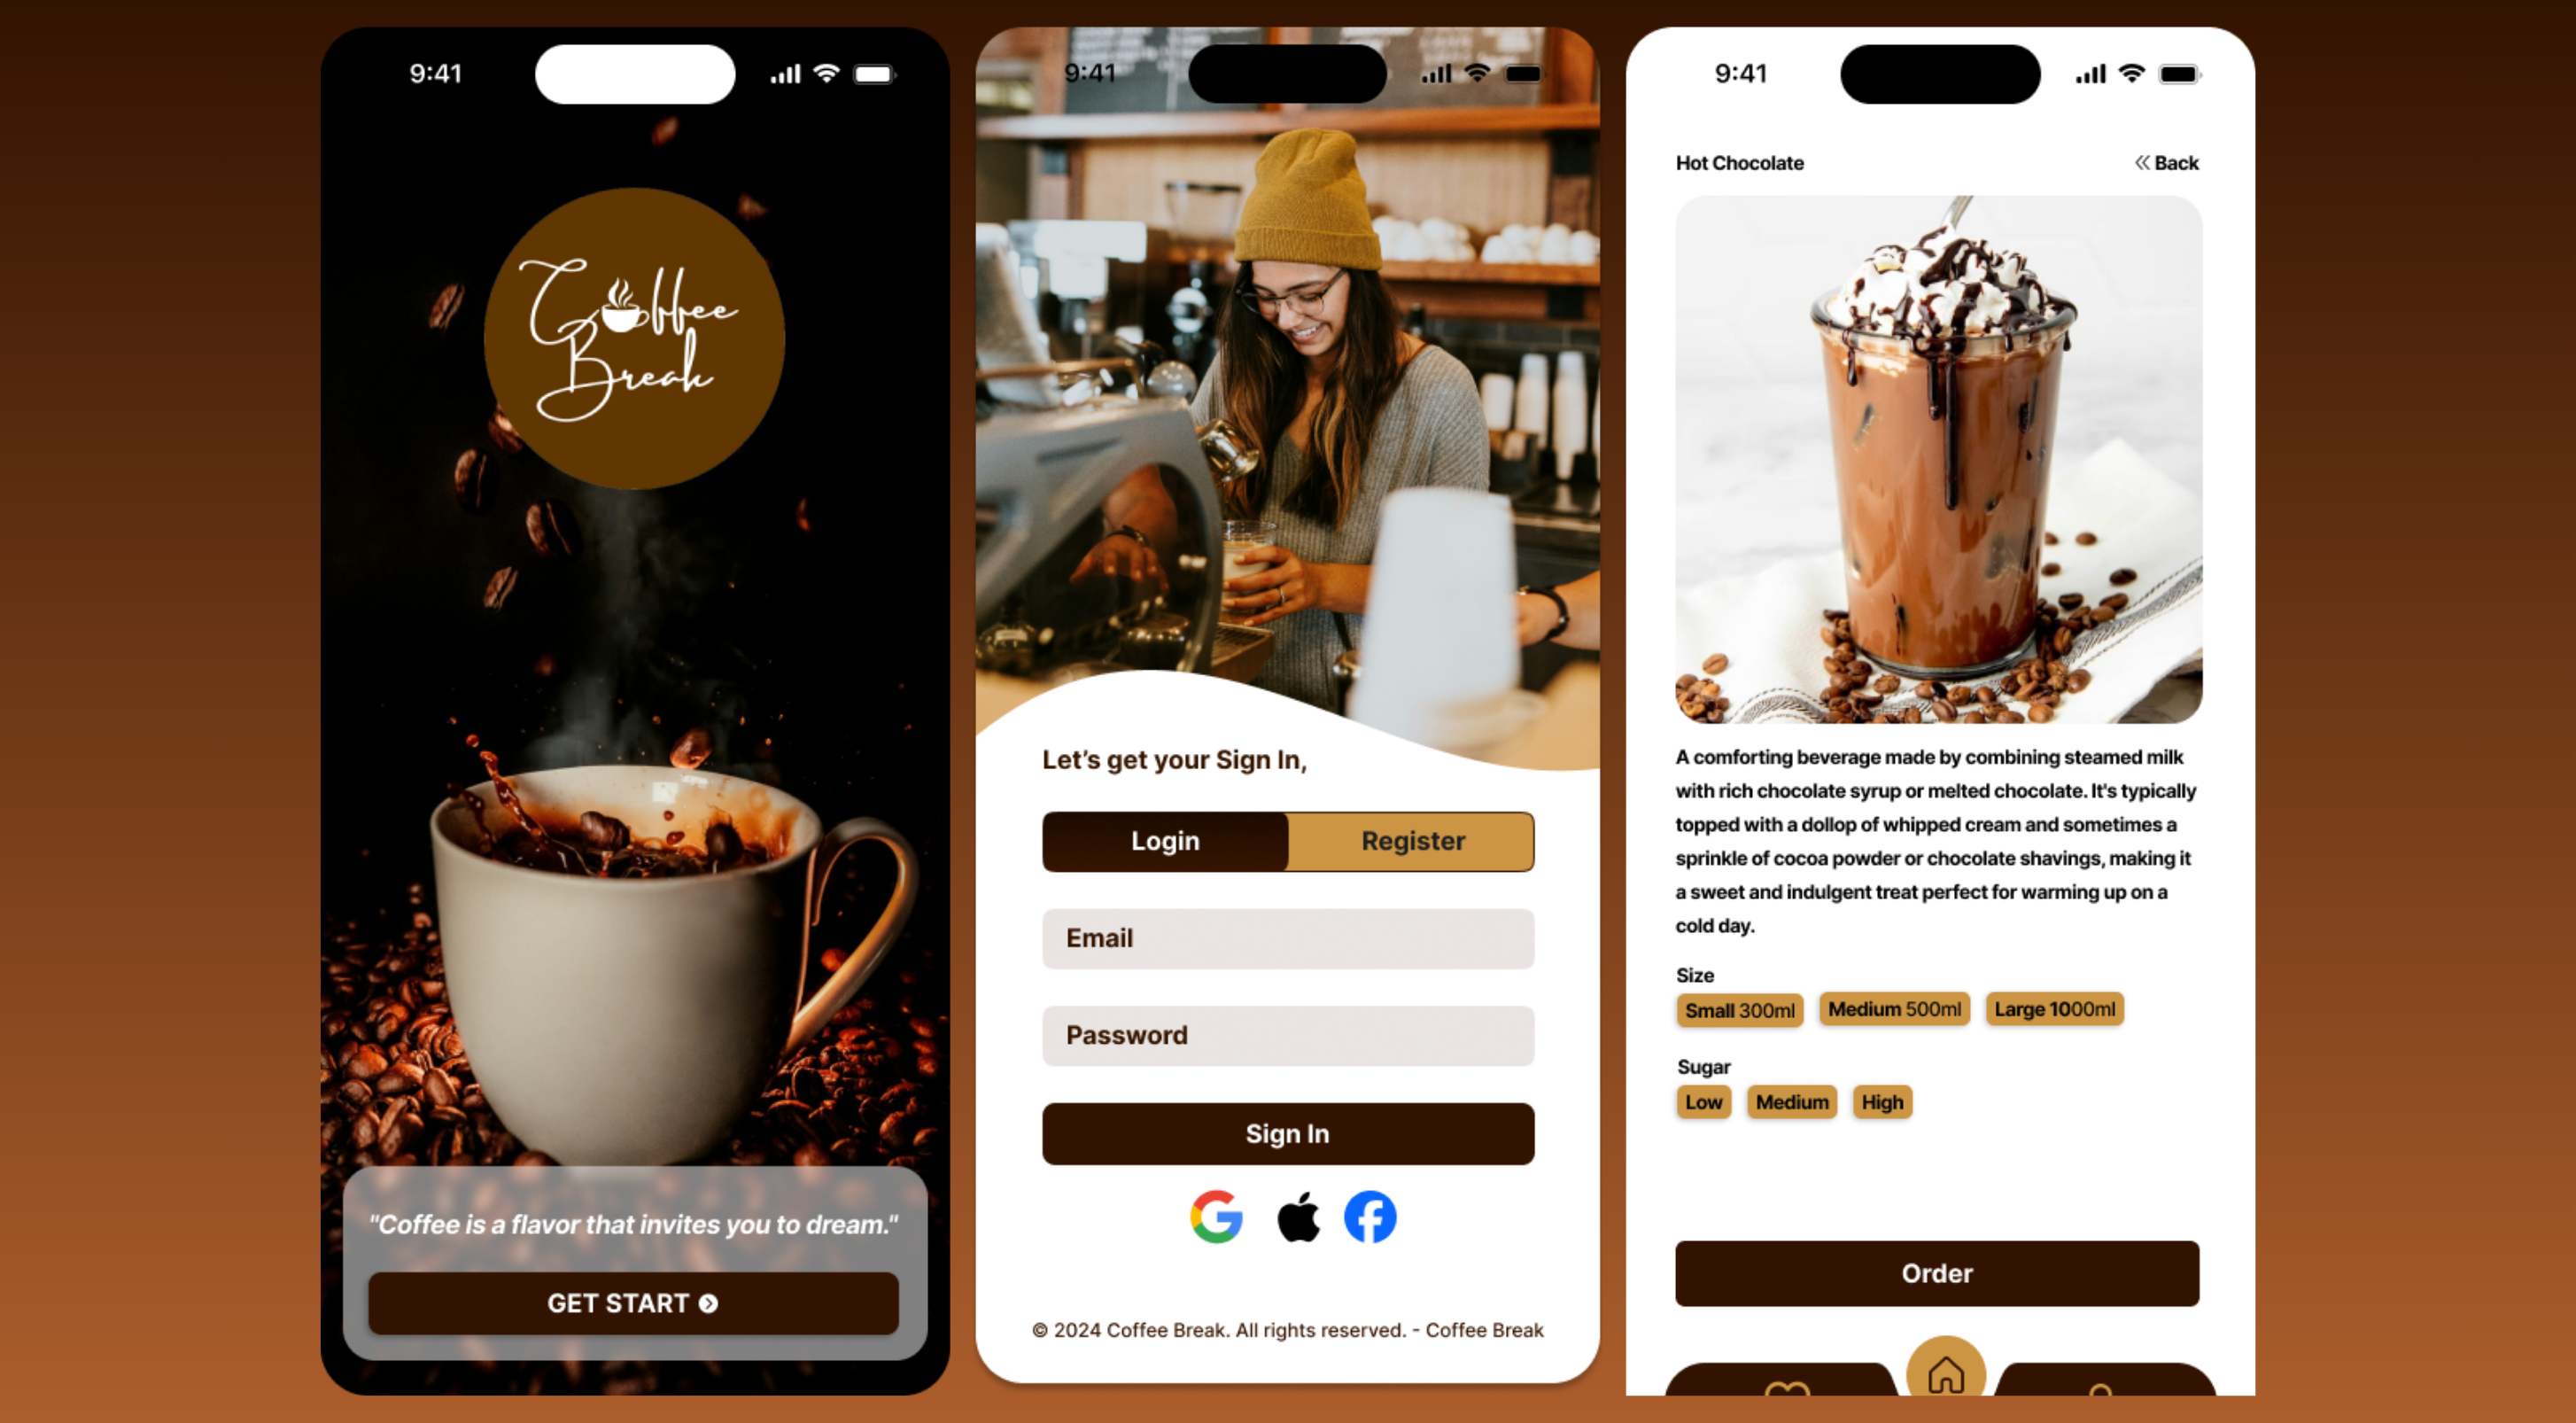 9:41
Coffee
Break
"Coffee is a flavor that invites you to dream."
GET START
9:41
Let's get your Sign In,
Login Register
Email
Password
Sign In
© 2024 Coffee Break. All rights reserved. - Coffee Break
9:41
Hot Chocolate Back
A comforting beverage made by combining steamed milk
with rich chocolate syrup or melted chocolate. It's typically
topped with a dollop of whipped cream and sometimes a
sprinkle of cocoa powder or chocolate shavings, making it
a sweet and indulgent treat perfect for warming up on a
cold day.
Size
Small 300ml Medium 500ml Large 1000ml
Sugar
Low Medium High
Order